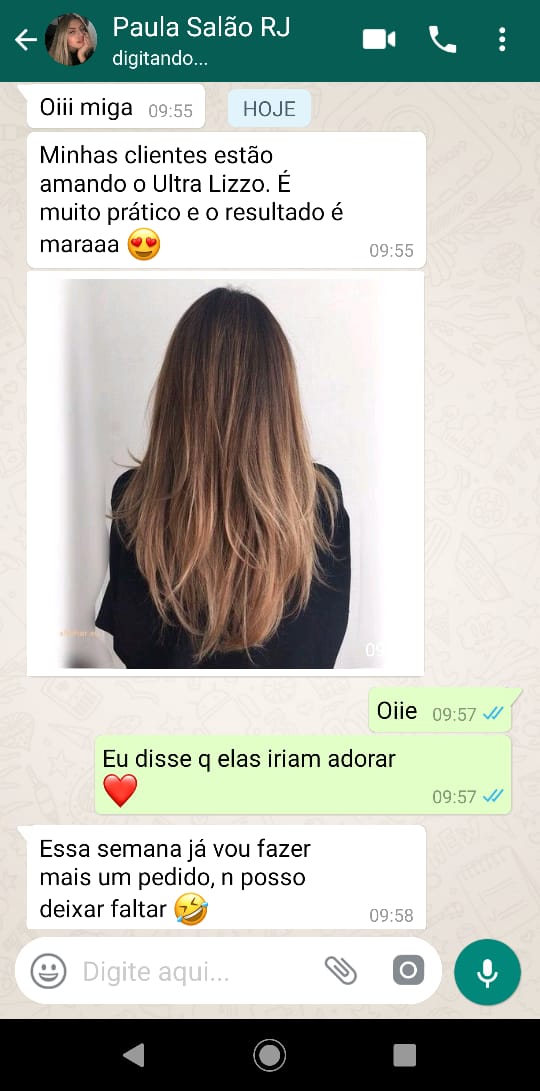 Paula Salão RJ
digitando...
Oiii miga 09:55
HOJE
Minhas clientes estão
amando o Ultra Lizzo. É
muito prático e o resultado é
maraaa 😍
09:55
09
Oiie 09:57
Eu disse q elas iriam adorar
❤️
09:57
Essa semana já vou fazer
mais um pedido, n posso
deixar faltar 🤣
09:58
Digite aqui...